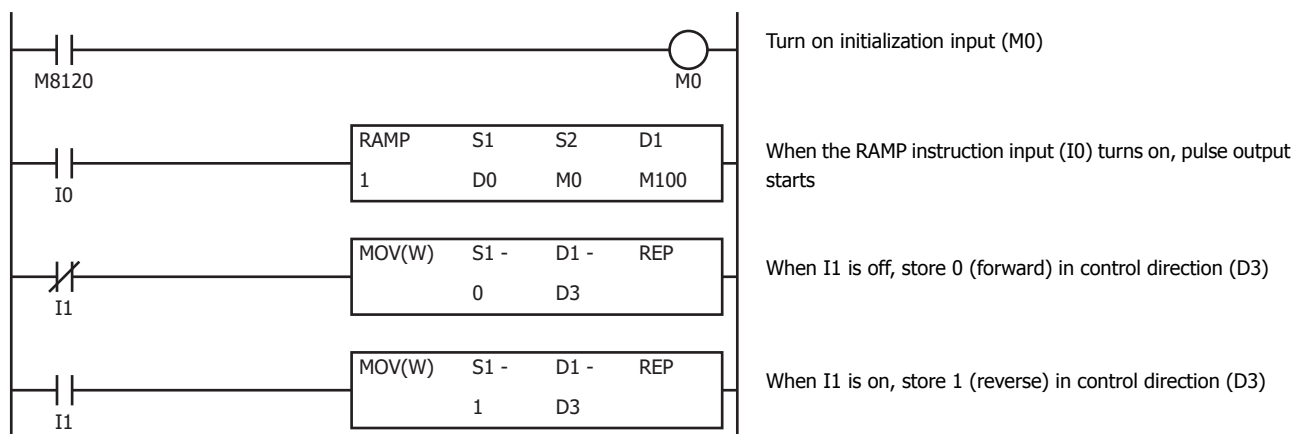 M8120
M0
Turn on initialization input (M0)
I0
RAMP S1 S2 D1
1 D0 M0 M100
When the RAMP instruction input (I0) turns on, pulse output
starts
I1
MOV(W) S1 - D1 - REP
0 D3
When I1 is off, store 0 (forward) in control direction (D3)
I1
MOV(W) S1 - D1 - REP
1 D3
When I1 is on, store 1 (reverse) in control direction (D3)